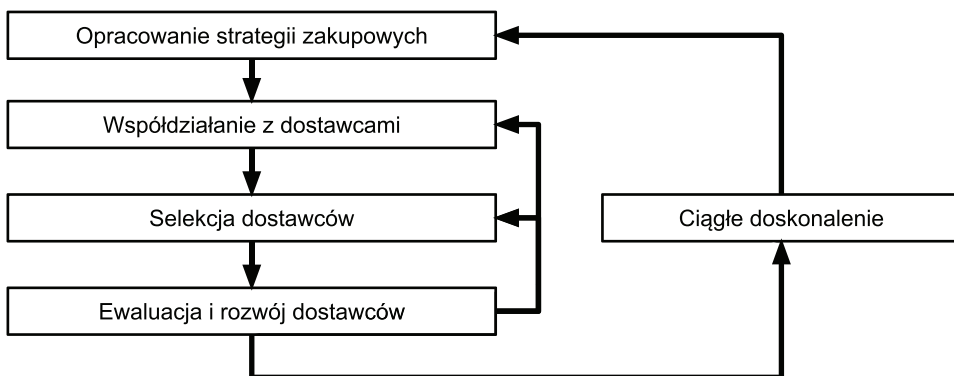 Opracowanie strategii zakupowych
Współdziałanie z dostawcami
Selekcja dostawców
Ciągłe doskonalenie
Ewaluacja i rozwój dostawców